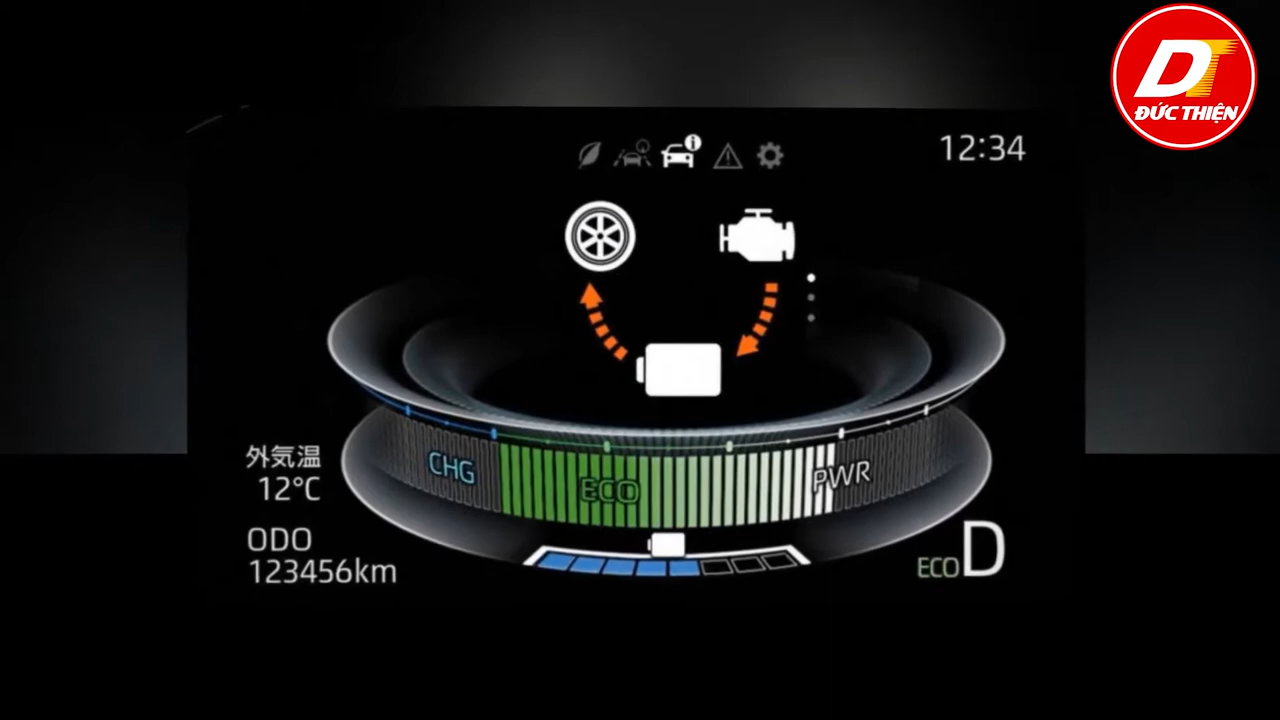 DT
ĐỨC THIỆN
12:34
外気温
12°C
CHG
ECO
PWR
ODO
123456km
ECO D